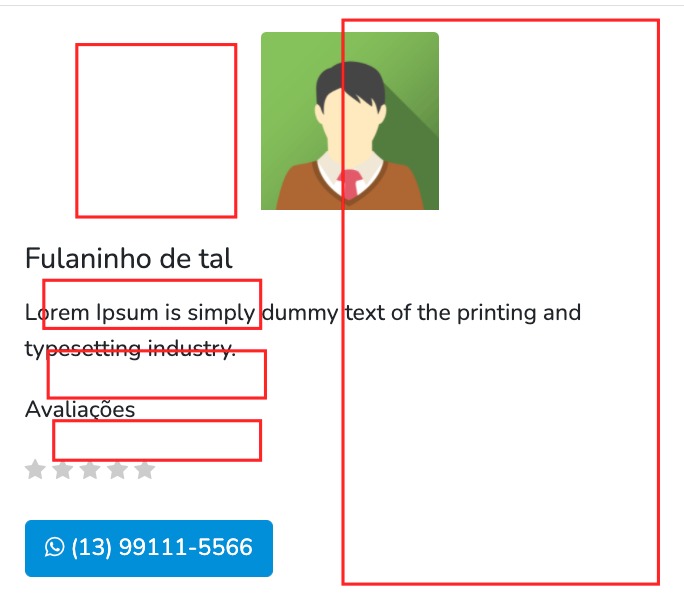 Fulaninho de tal
Lorem Ipsum is simply dummy text of the printing and
typesetting industry.
Avaliações
(13) 99111-5566